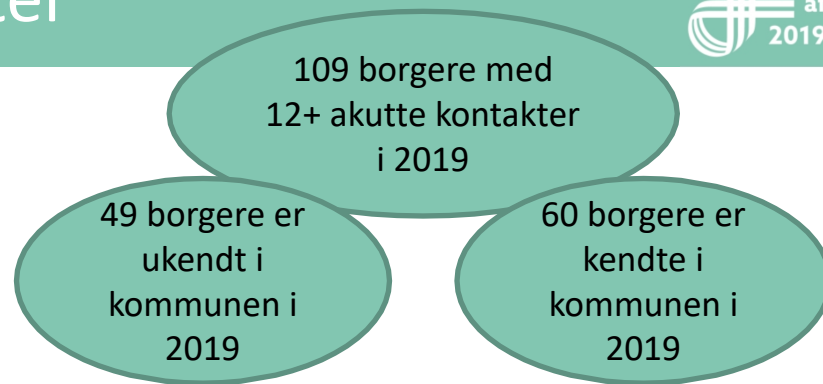 2019
109 borgere med
12+ akutte kontakter
i 2019
49 borgere er
ukendt i
kommunen i
2019
60 borgere er
kendte i
kommunen i
2019